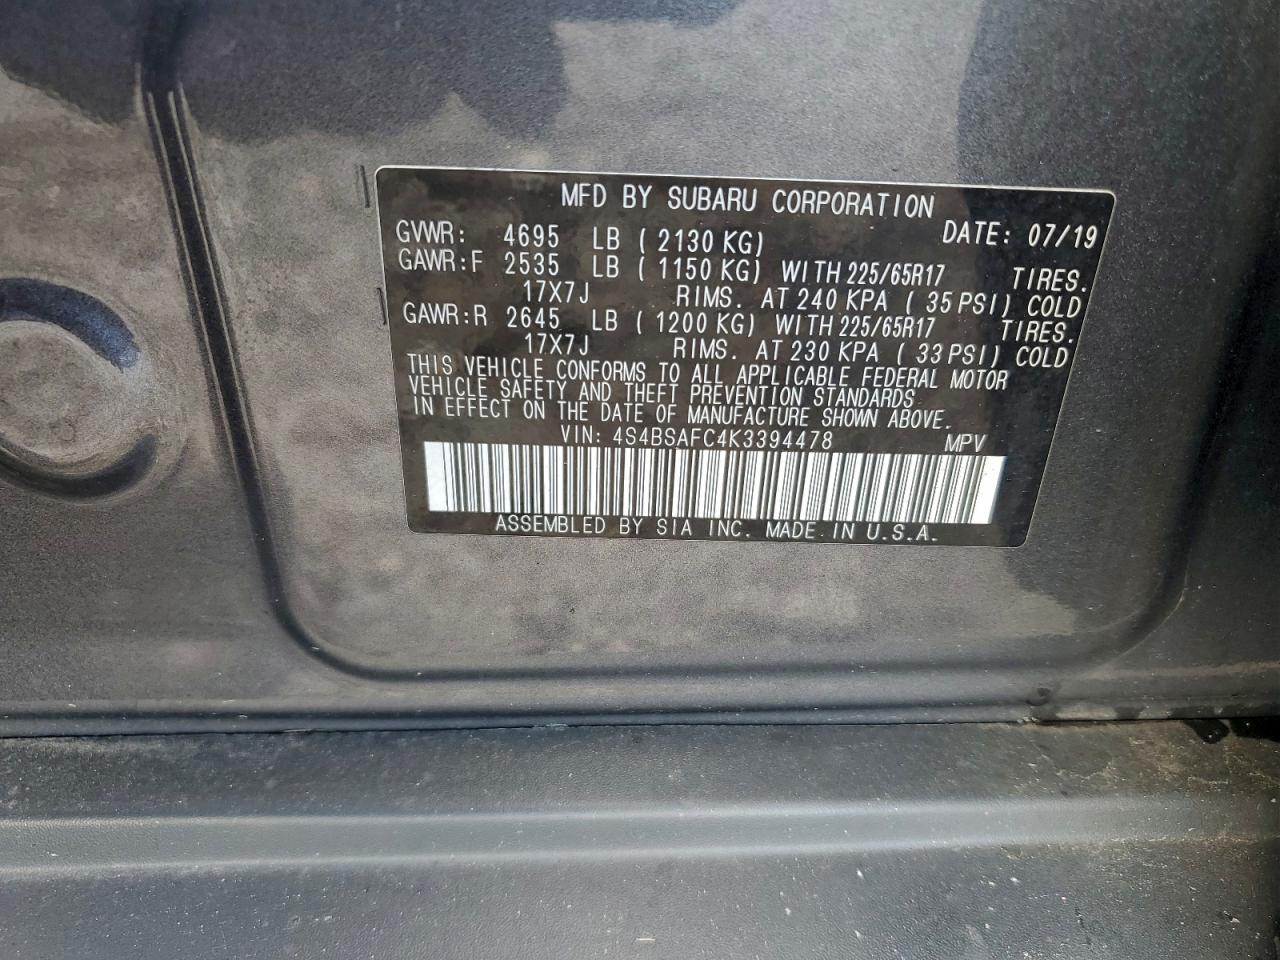 MFD BY SUBARU CORPORATION
DATE: 07/19
GVWR: 4695 LB ( 2130 KG)
GAWR:F 2535 LB ( 1150 KG) WITH 225/65R17 TIRES.
17X7J RIMS. AT 240 KPA ( 35 PSI) COLD
GAWR:R 2645 LB ( 1200 KG) WITH 225/65R17 TIRES.
17X7J RIMS. AT 230 KPA ( 33 PSI) COLD
THIS VEHICLE CONFORMS TO ALL APPLICABLE FEDERAL MOTOR
VEHICLE SAFETY AND THEFT PREVENTION STANDARDS
IN EFFECT ON THE DATE OF MANUFACTURE SHOWN ABOVE.
VIN: 4S4BSAFC4K3394478 MPV
ASSEMBLED BY SIA INC. MADE IN U.S.A.